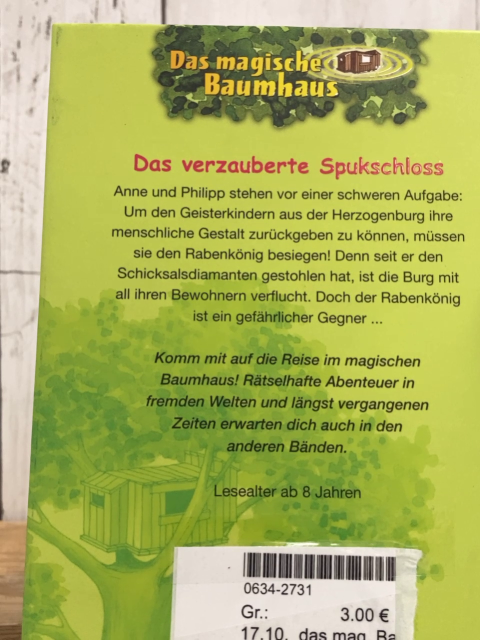 Das magische
Baumhaus
Das verzauberte Spukschloss
Anne und Philipp stehen vor einer schweren Aufgabe:
Um den Geisterkindern aus der Herzogenburg ihre
menschliche Gestalt zurückgeben zu können, müssen
sie den Rabenkönig besiegen! Denn seit er den
Schicksalsdiamanten gestohlen hat, ist die Burg mit
all ihren Bewohnern verflucht. Doch der Rabenkönig
ist ein gefährlicher Gegner ...
Komm mit auf die Reise im magischen
Baumhaus! Rätselhafte Abenteuer in
fremden Welten und längst vergangenen
Zeiten erwarten dich auch in den
anderen Bänden.
Lesealter ab 8 Jahren
0634-2731
Gr.: 3.00 €
17.10. das mag. Ba